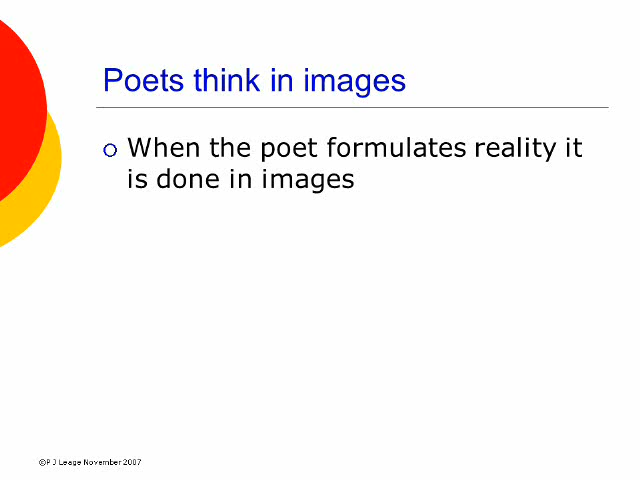 Poets think in images
When the poet formulates reality it
is done in images
©P J Leage November 2007